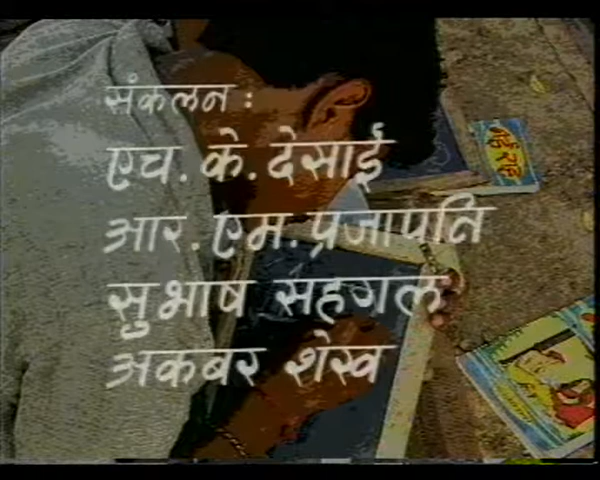 संकलन :
एच. के. देसाई
आर. एम. प्रजापति
सुभाष सहगल
अकबर शेख